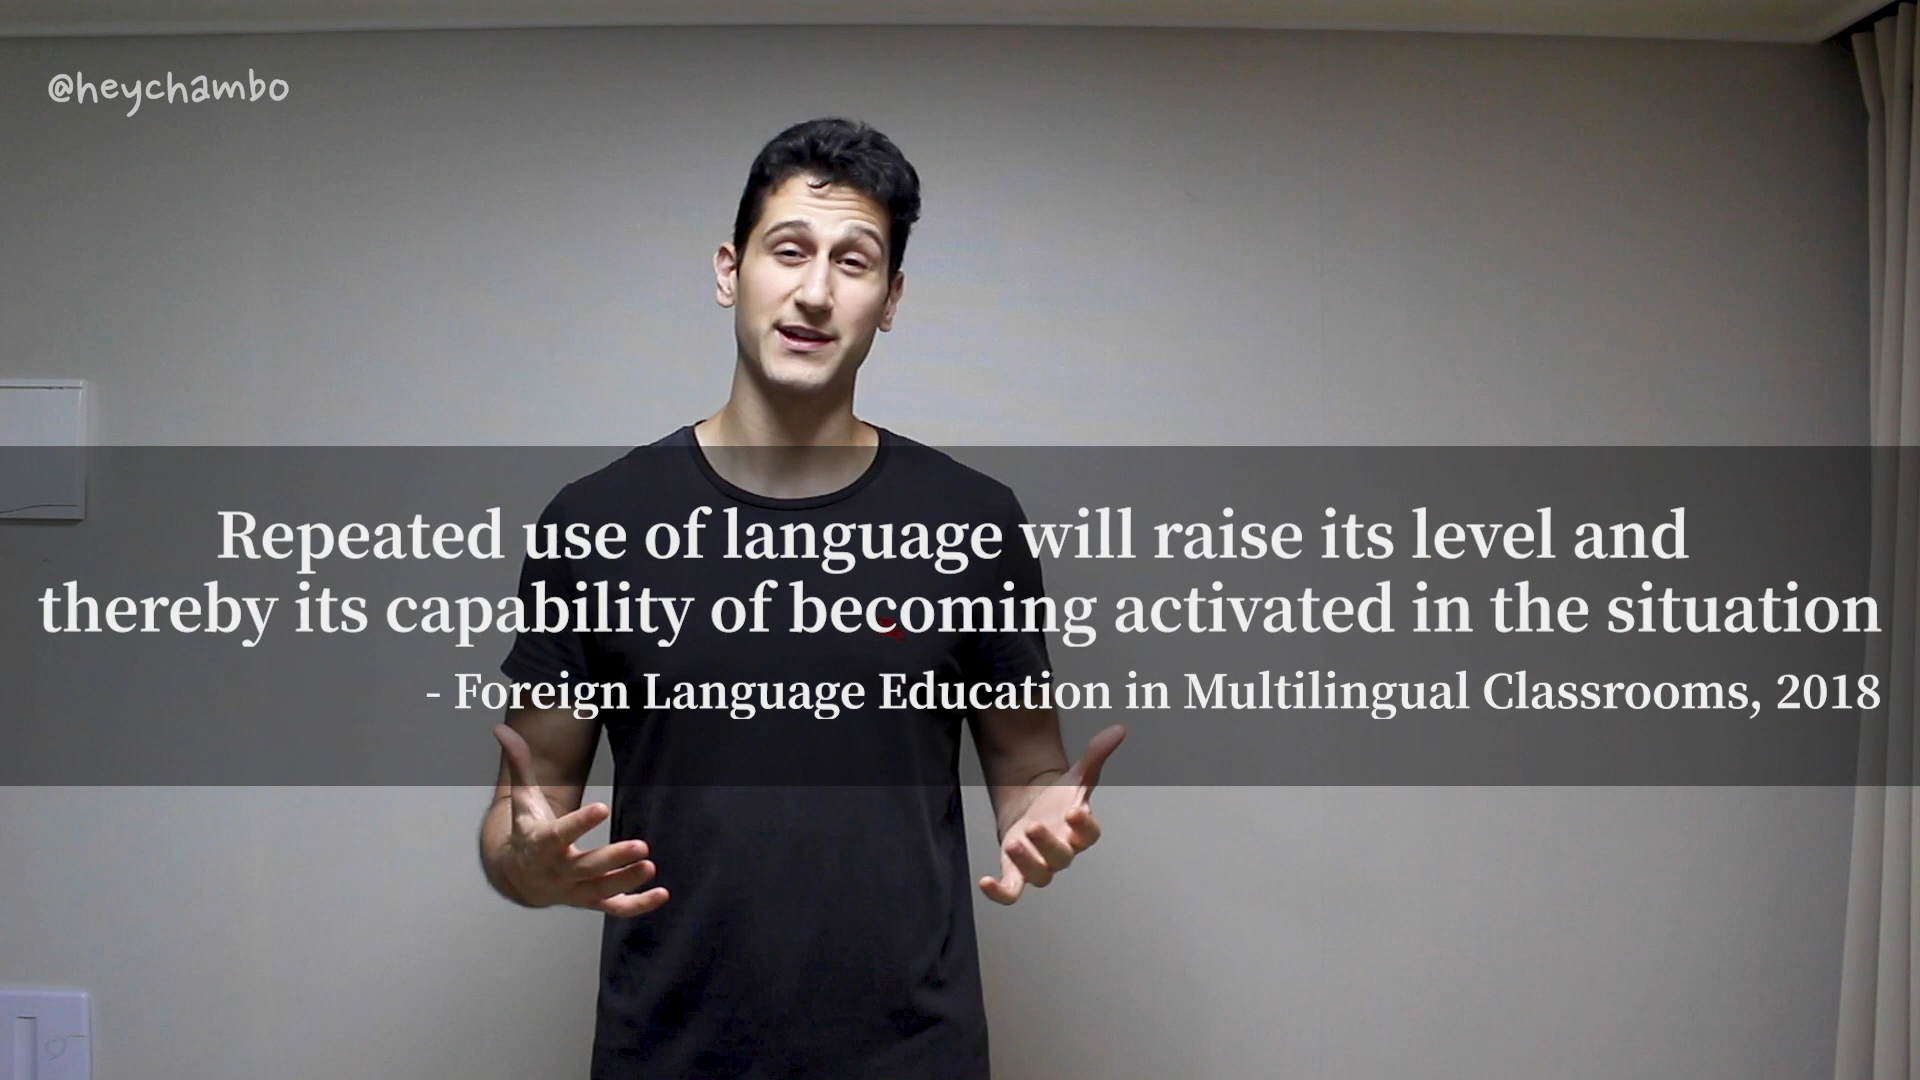 @heychambo
Repeated use of language will raise its level and
thereby its capability of becoming activated in the situation
- Foreign Language Education in Multilingual Classrooms, 2018